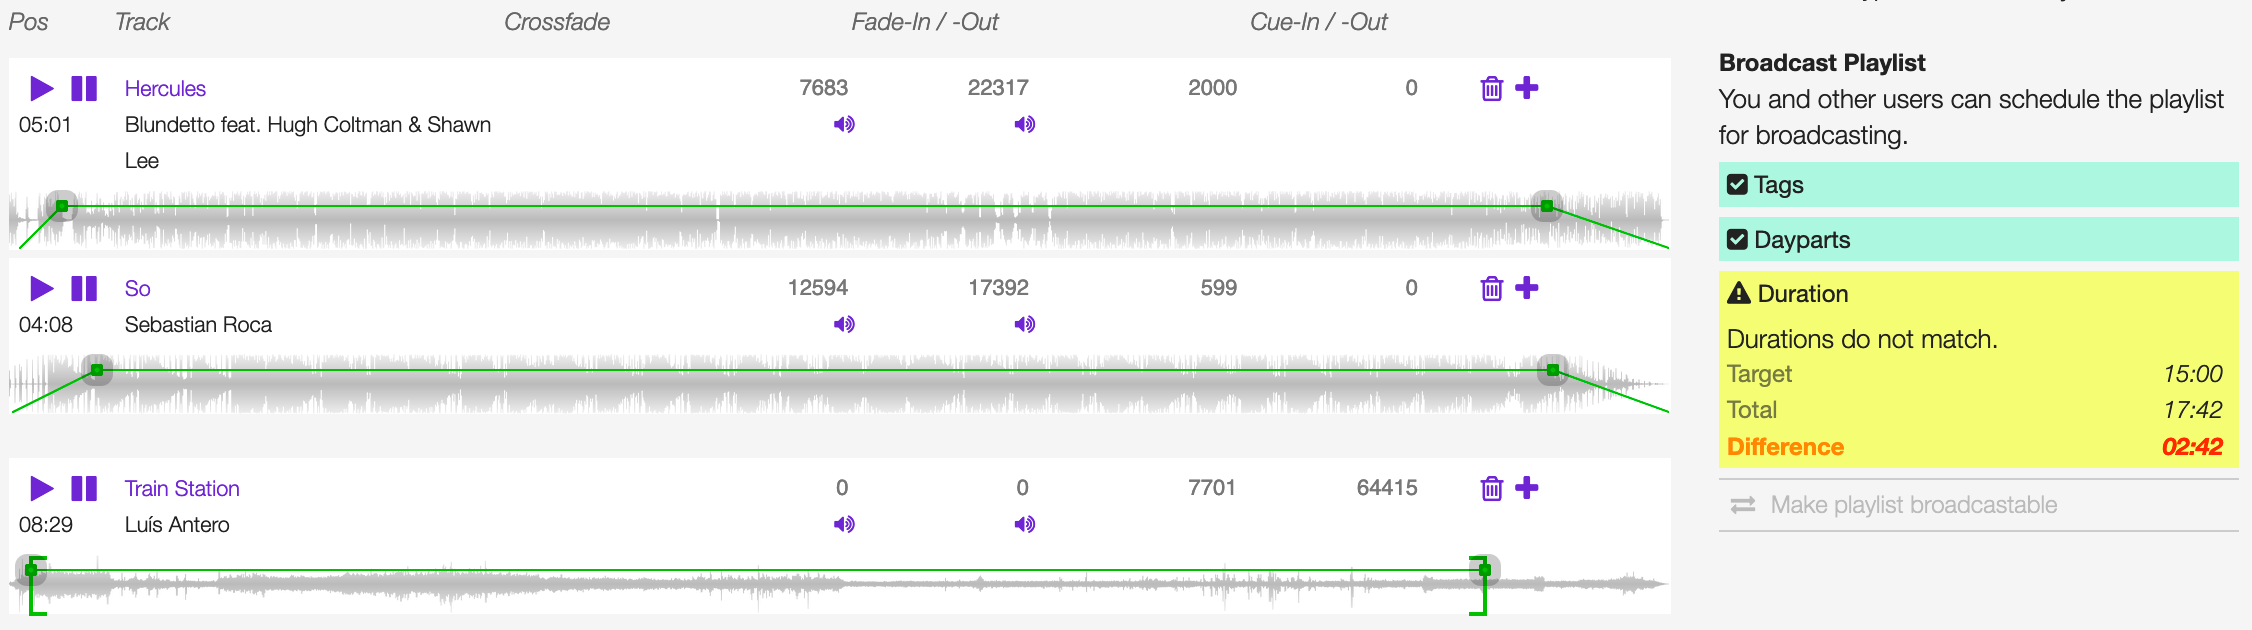 Pos Track Crossfade Fade-In / -Out Cue-In / -Out
Hercules 7683 22317 2000 0
05:01 Blundetto feat. Hugh Coltman & Shawn
Lee
So 12594 17392 599 0
04:08 Sebastian Roca
Train Station 0 0 7701 64415
08:29 Luís Antero
Broadcast Playlist
You and other users can schedule the playlist
for broadcasting.
Tags
Dayparts
Duration
Durations do not match.
Target 15:00
Total 17:42
Difference 02:42
Make playlist broadcastable